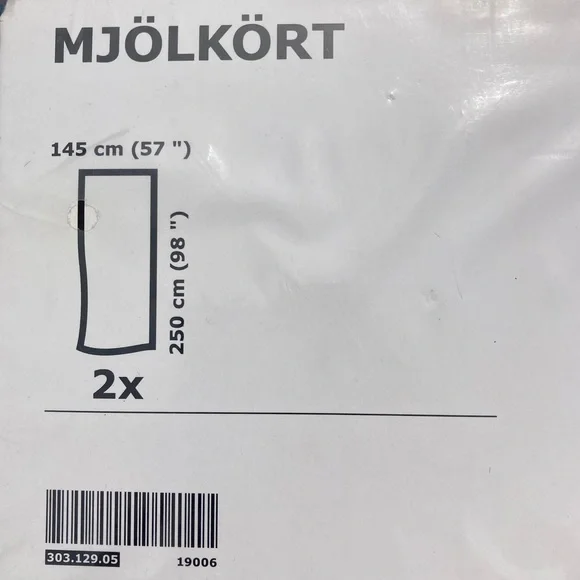 MJÖLKÖRT
145 cm (57 ")
250 cm (98 ")
2x
303.129.05
19006